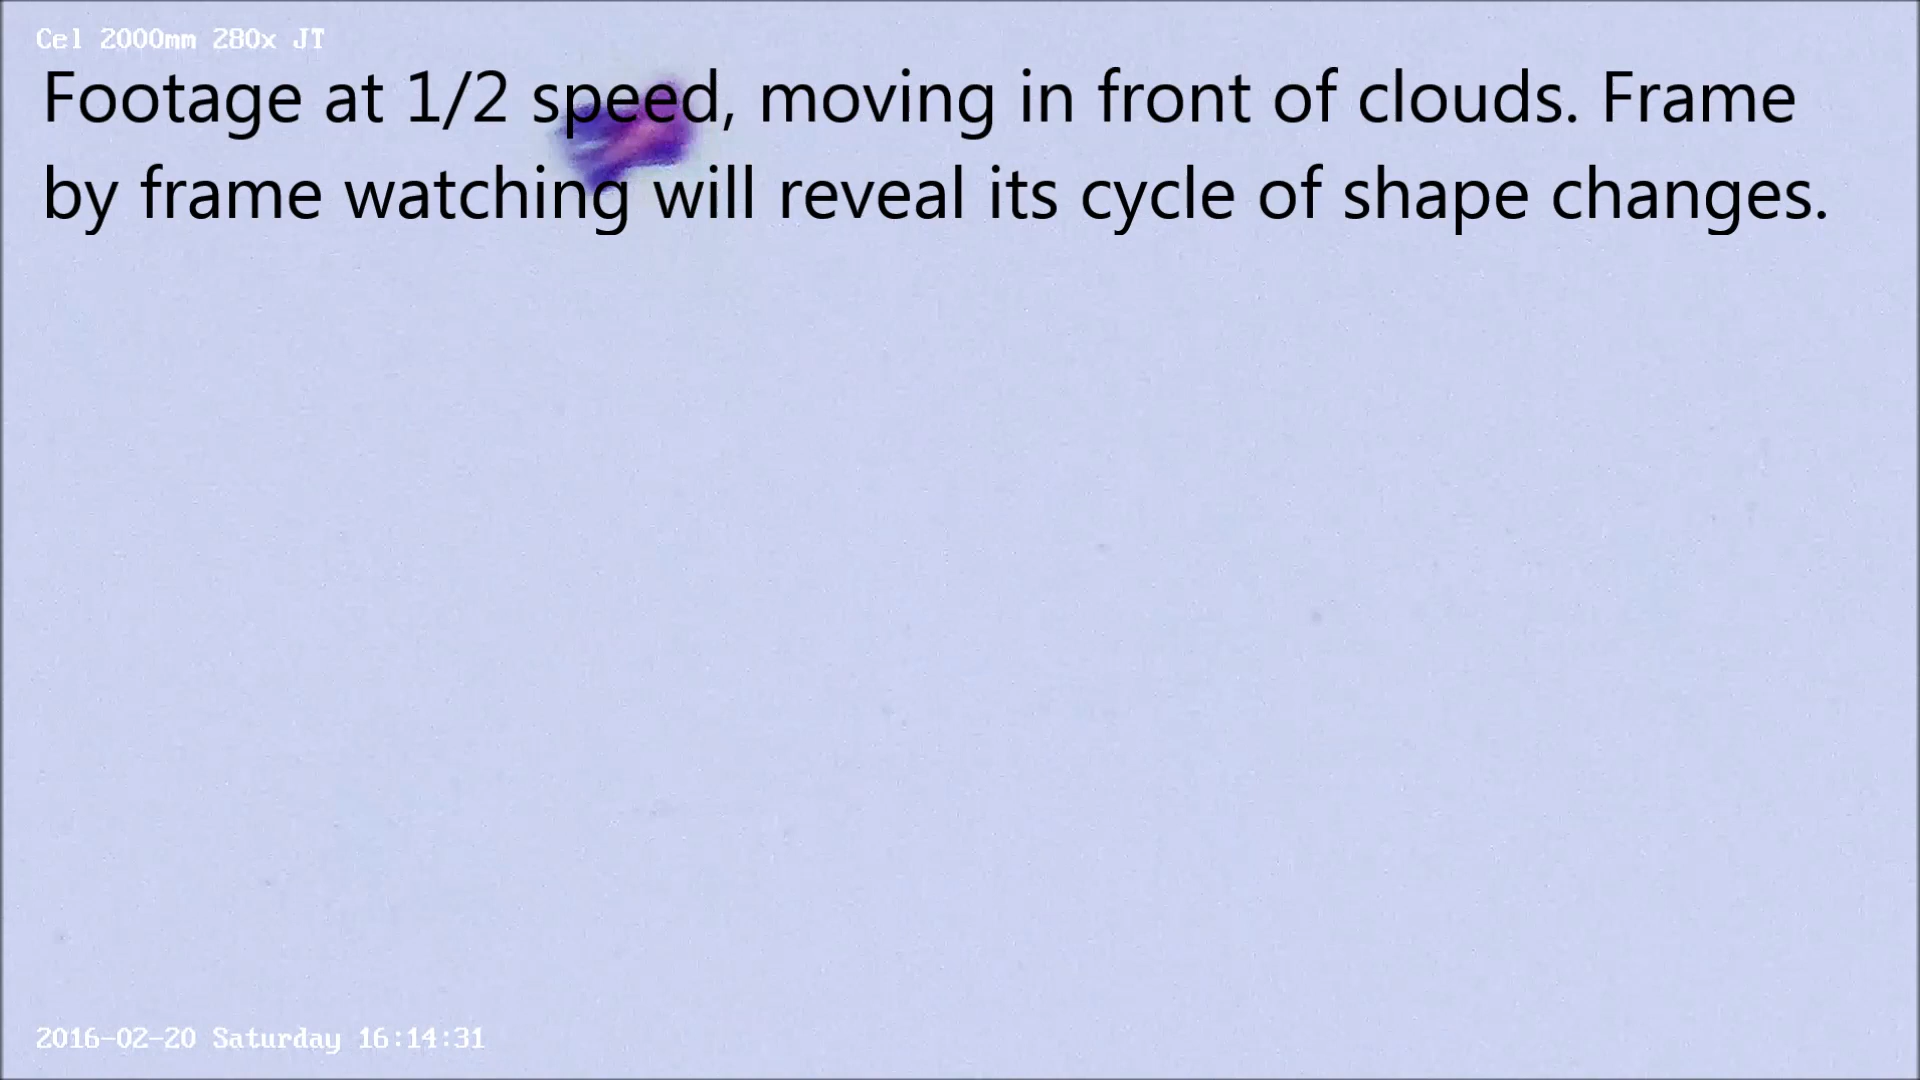 Cel 2000mm 280x JT
Footage at 1/2 speed, moving in front of clouds. Frame
by frame watching will reveal its cycle of shape changes.
2016-02-20 Saturday 16:14:31